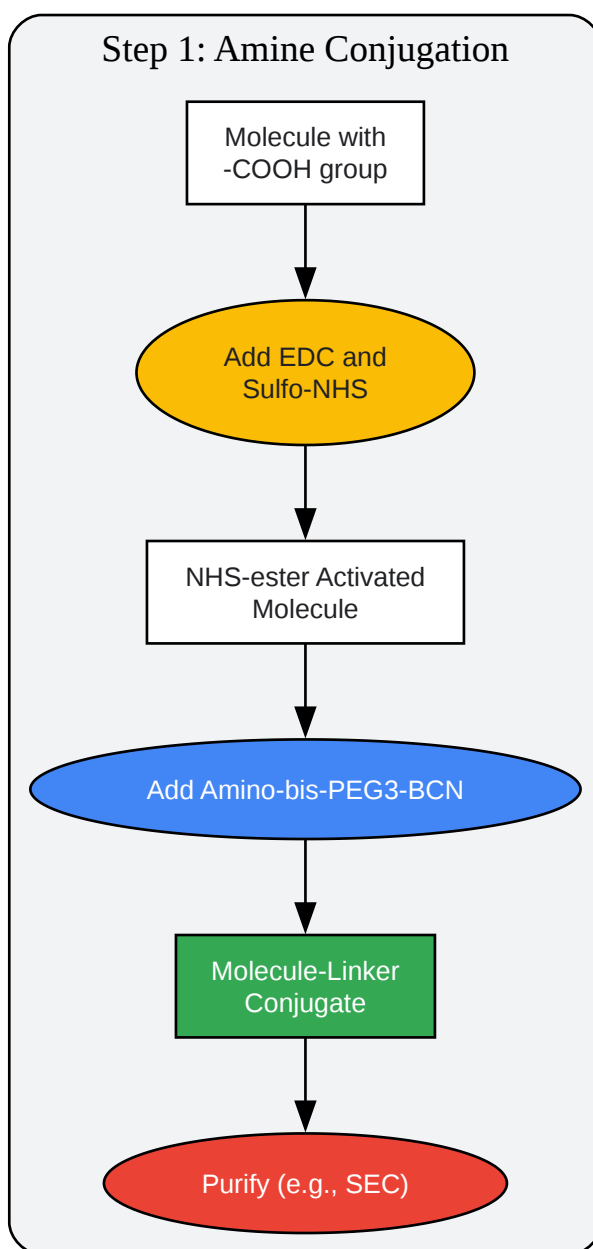 Step 1: Amine Conjugation
Molecule with
-COOH group
Add EDC and
Sulfo-NHS
NHS-ester Activated
Molecule
Add Amino-bis-PEG3-BCN
Molecule-Linker
Conjugate
Purify (e.g., SEC)